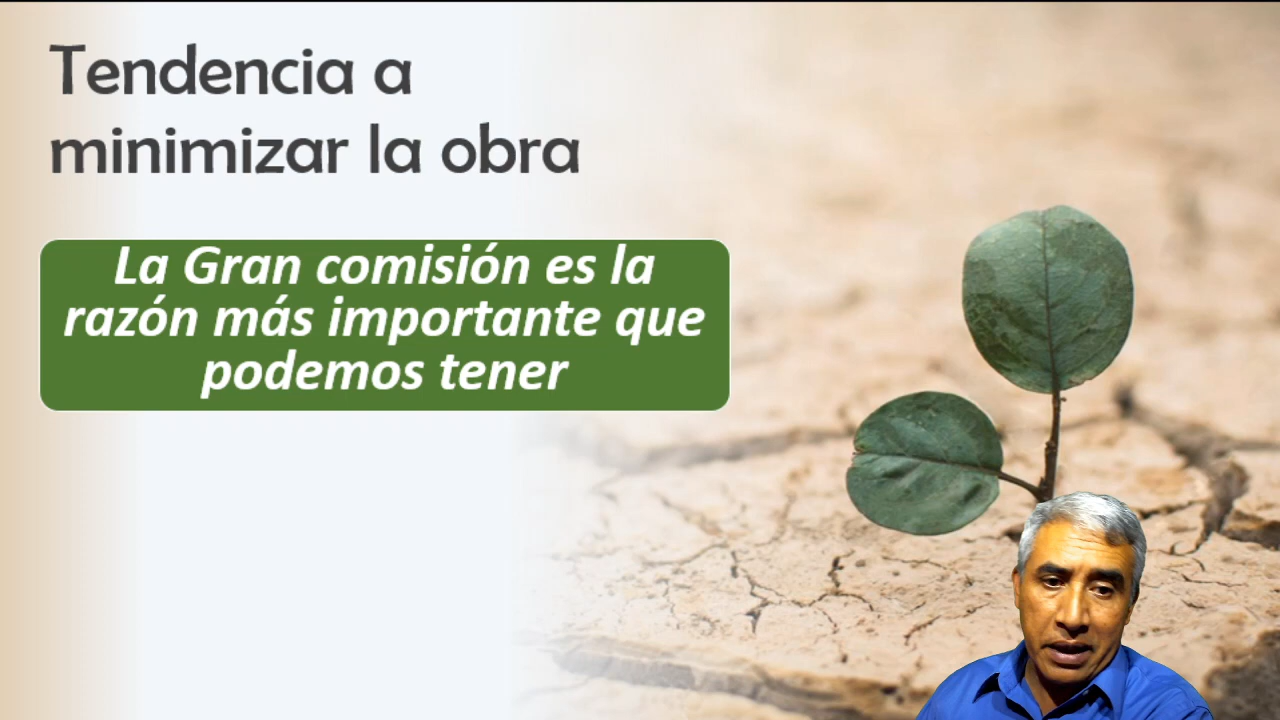 Tendencia a
minimizar la obra
La Gran comisión es la
razón más importante que
podemos tener